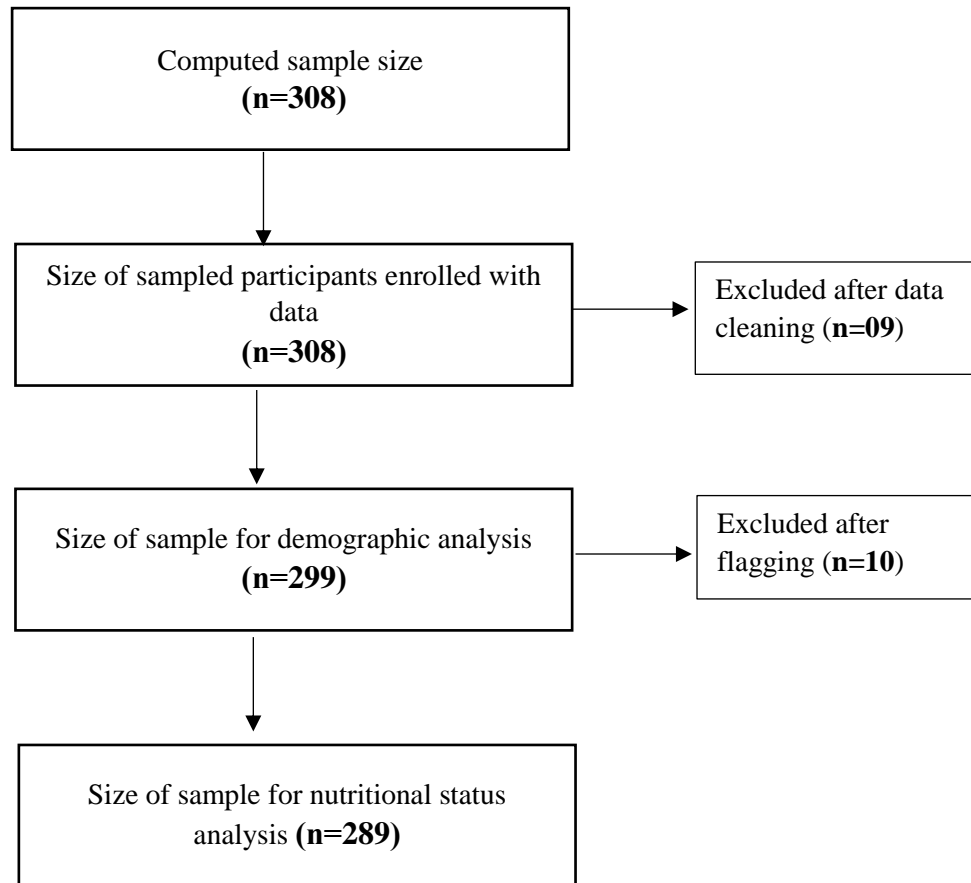 Computed sample size
(n=308)
Size of sampled participants enrolled with
data
(n=308)
Excluded after data
cleaning (n=09)
Size of sample for demographic analysis
(n=299)
Excluded after
flagging (n=10)
Size of sample for nutritional status
analysis (n=289)